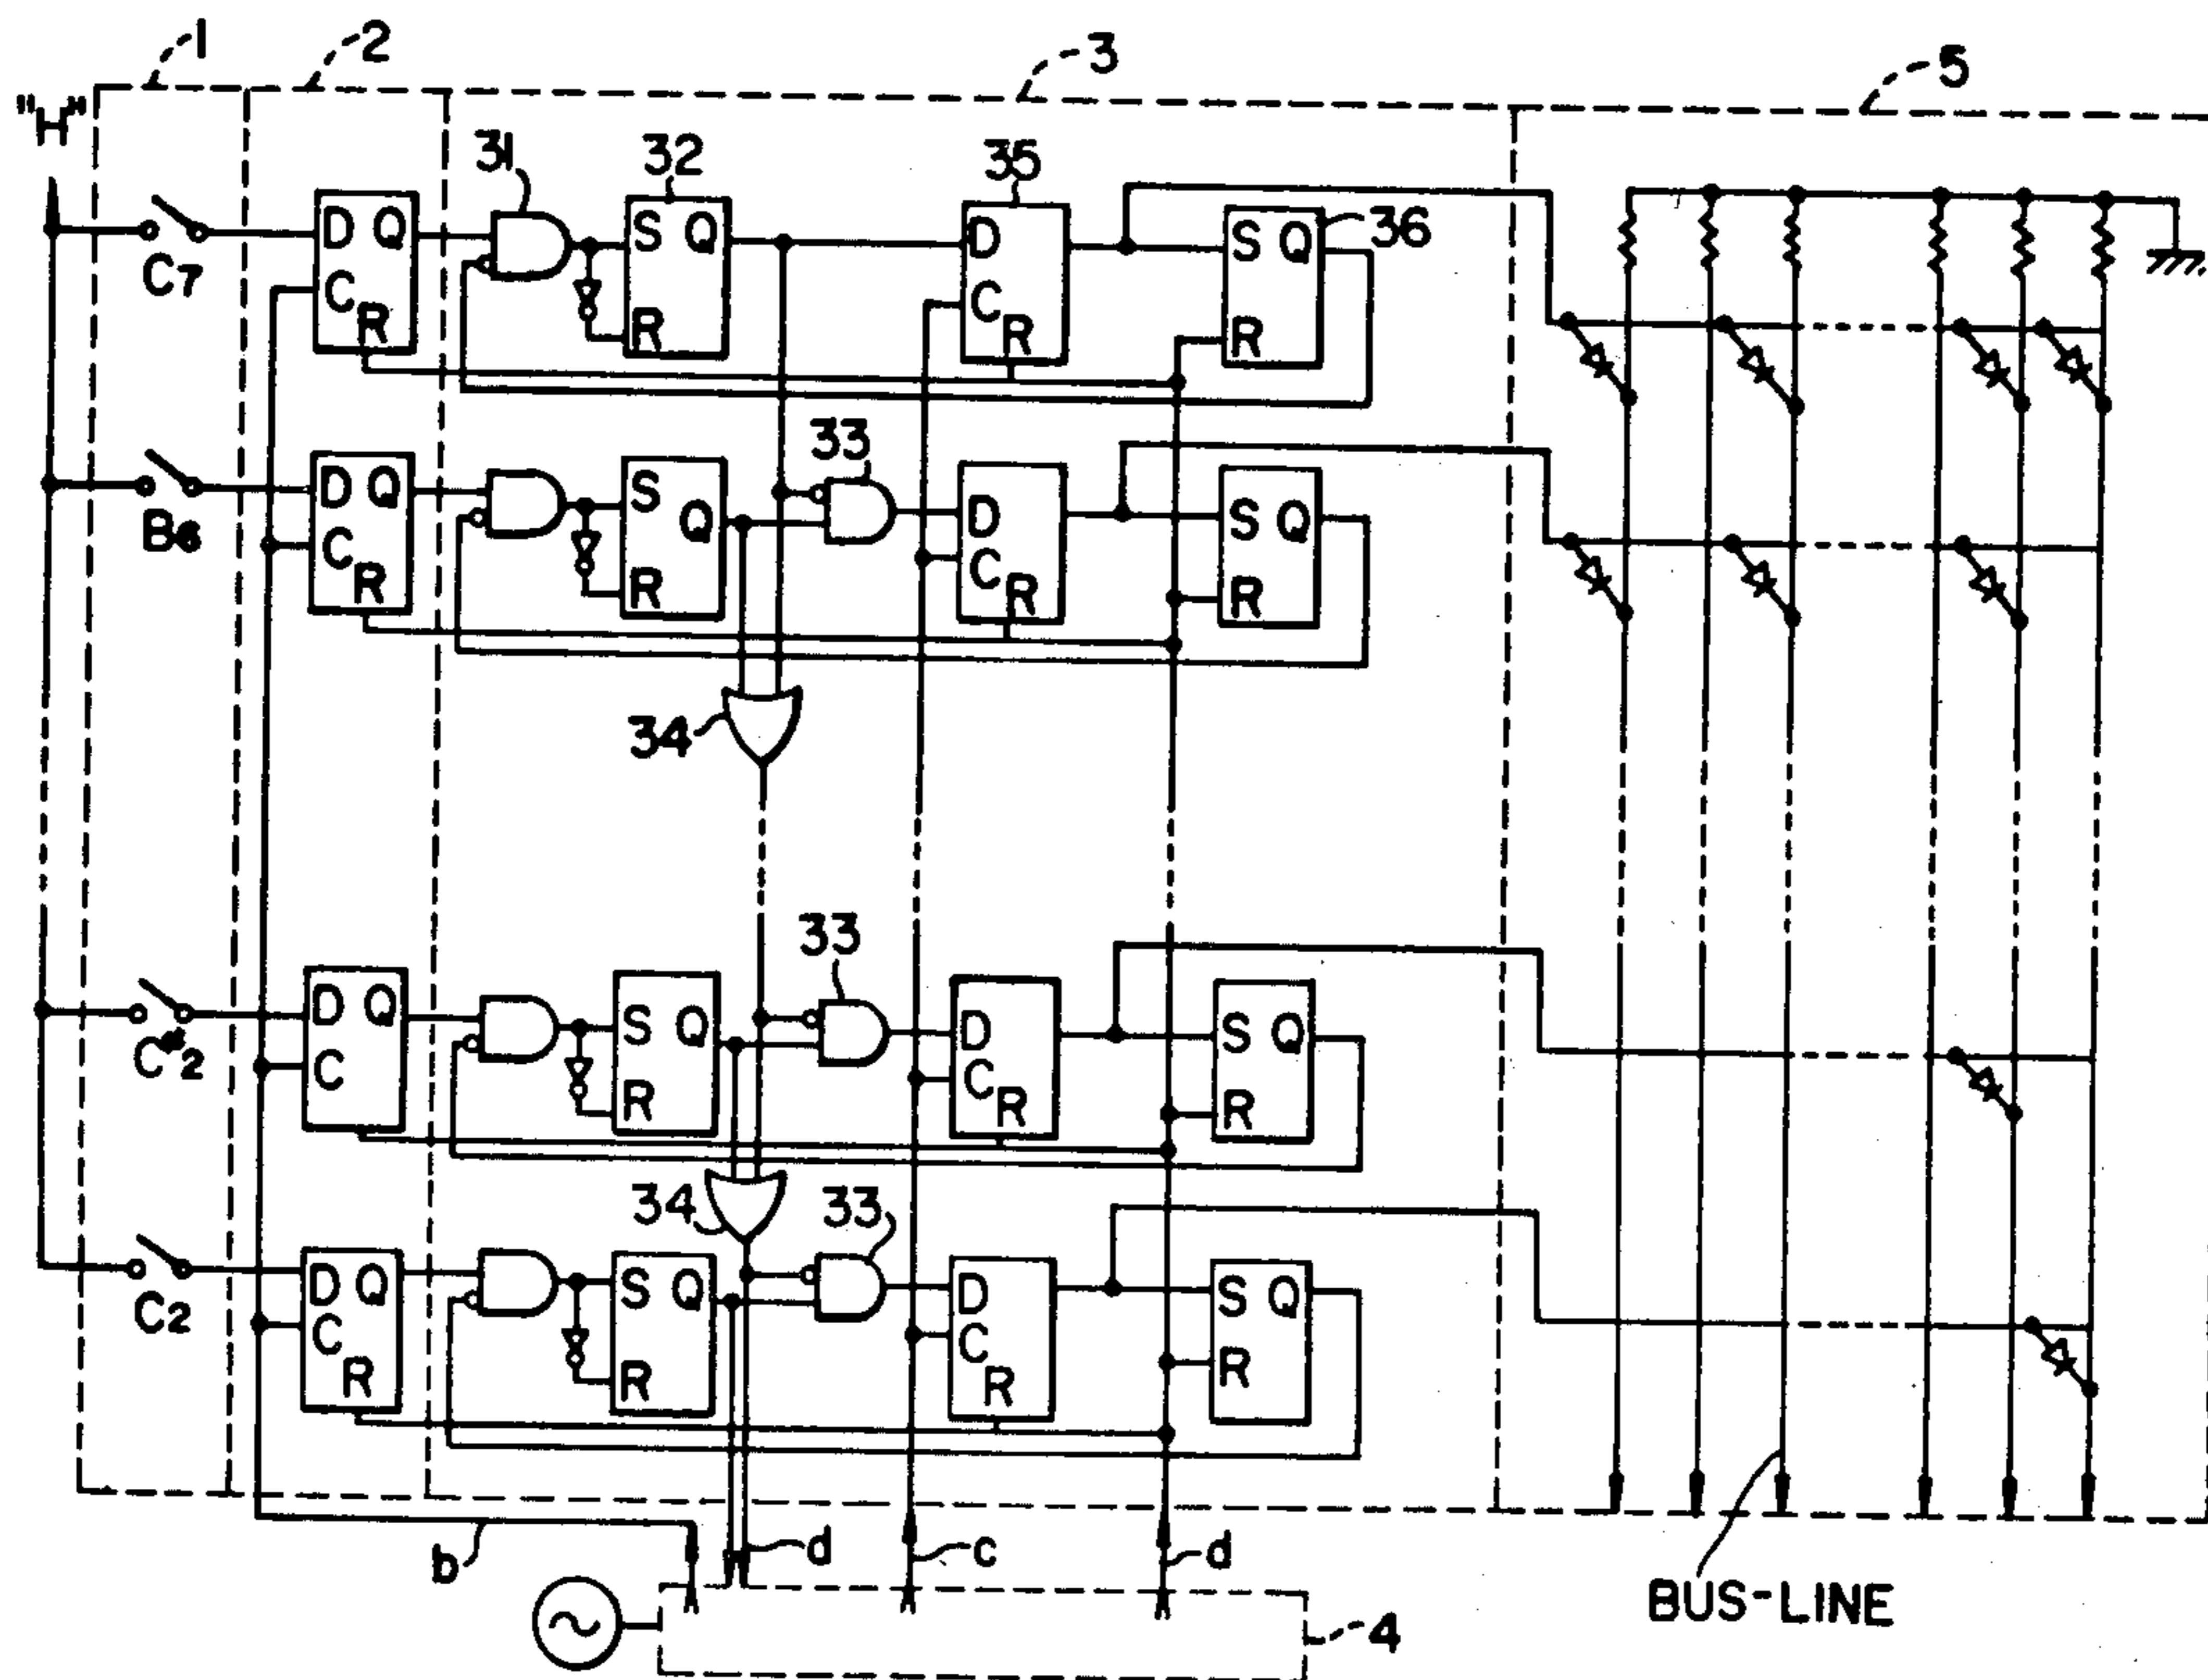 1 2 3 5
"H"
31 32 35
D Q S Q D S Q 36
C7 C R R C R R
33
D Q S Q D S Q
B6 C R R C R R
34
33
D Q S Q D S Q
C#2 C R C R R
34 33
D Q S Q D S Q
C2 C R R C R R
b d c d
BUS-LINE
4